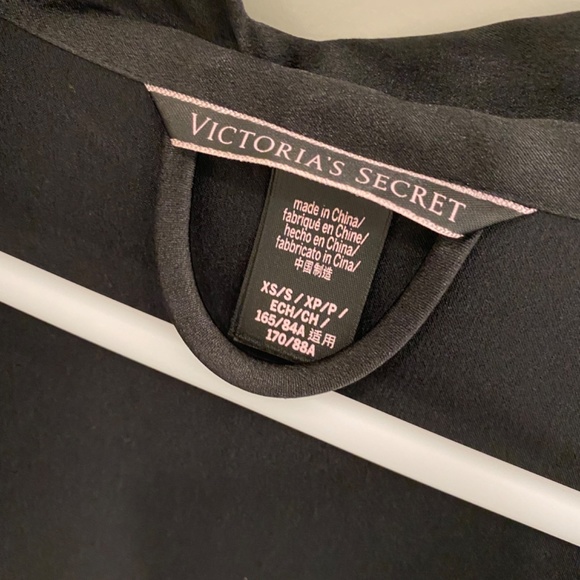 VICTORIA'S SECRET
made in China/
fabriqué en Chine/
hecho en China/
fabbricato in Cina/
中国制造
XS/S / XP/P /
ECH/CH /
165/84A 适用
170/88A